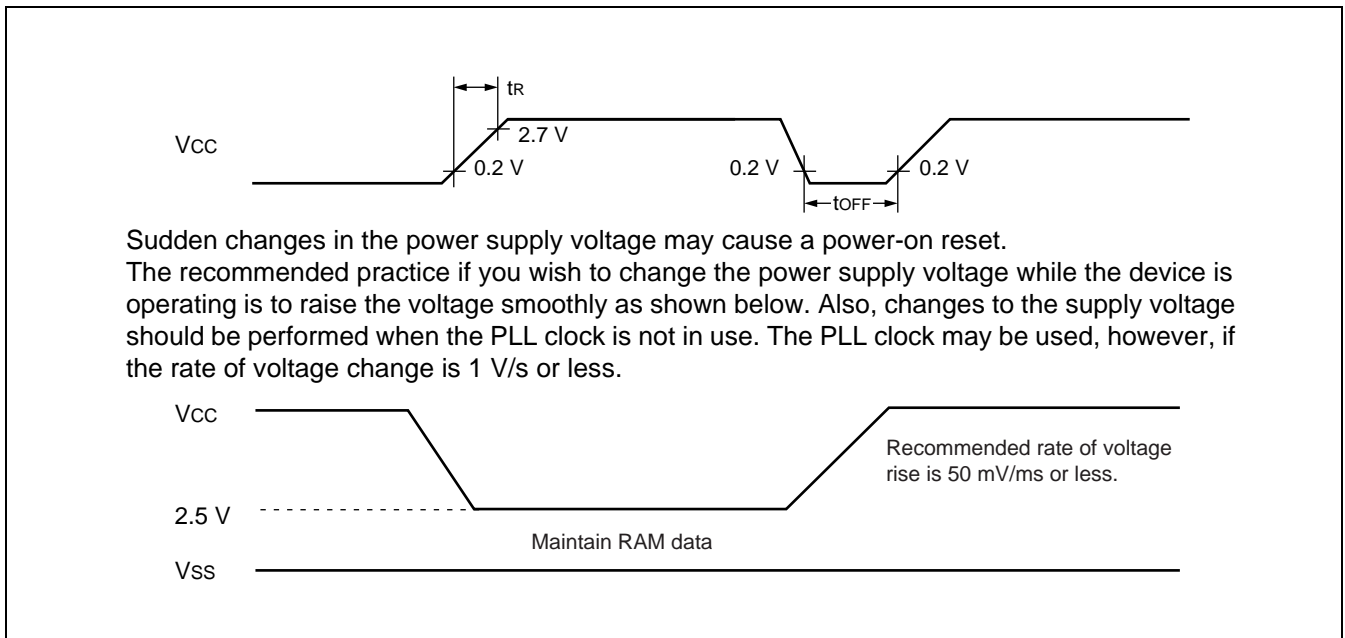 tR
VCC
2.7 V
0.2 V
0.2 V
0.2 V
tOFF
Sudden changes in the power supply voltage may cause a power-on reset.
The recommended practice if you wish to change the power supply voltage while the device is
operating is to raise the voltage smoothly as shown below. Also, changes to the supply voltage
should be performed when the PLL clock is not in use. The PLL clock may be used, however, if
the rate of voltage change is 1 V/s or less.
VCC
Recommended rate of voltage
rise is 50 mV/ms or less.
2.5 V
Maintain RAM data
VSS